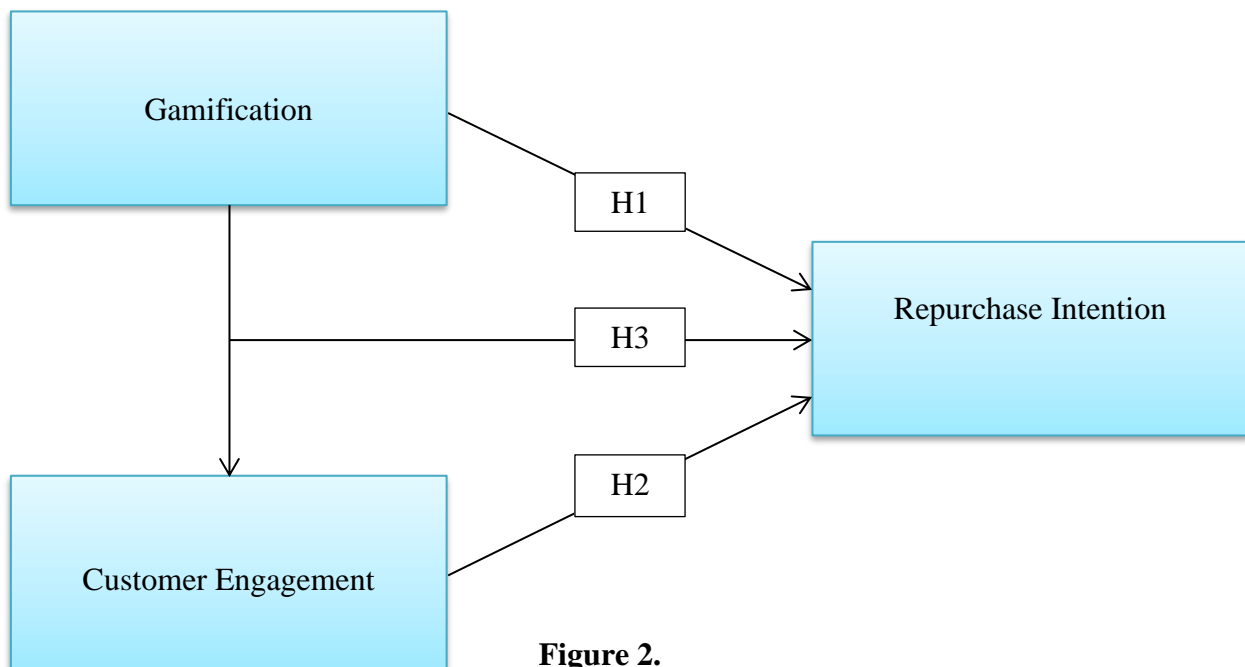 Gamification
H1
Repurchase Intention
H3
H2
Customer Engagement
Figure 2.